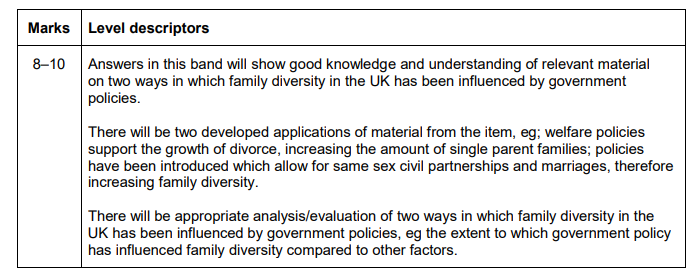 Marks Level descriptors
8–10 Answers in this band will show good knowledge and understanding of relevant material
on two ways in which family diversity in the UK has been influenced by government
policies.
There will be two developed applications of material from the item, eg; welfare policies
support the growth of divorce, increasing the amount of single parent families; policies
have been introduced which allow for same sex civil partnerships and marriages, therefore
increasing family diversity.
There will be appropriate analysis/evaluation of two ways in which family diversity in the
UK has been influenced by government policies, eg the extent to which government policy
has influenced family diversity compared to other factors.